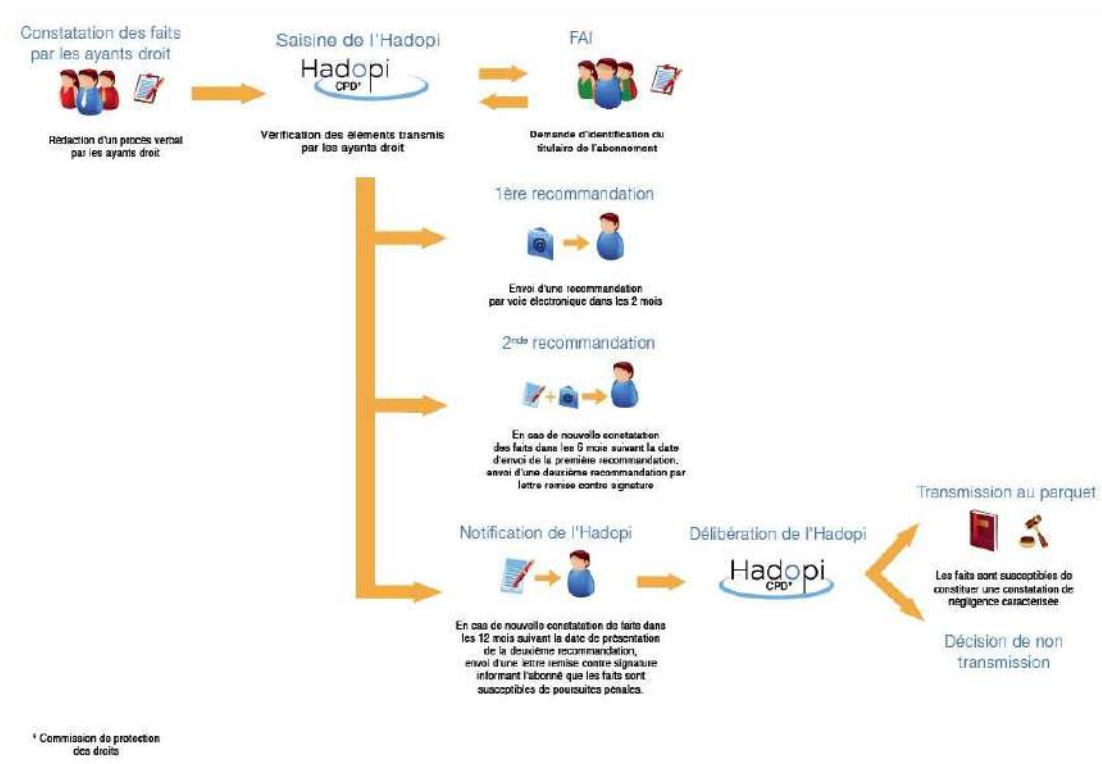 Constatation des faits
par les ayants droit
Rédaction d'un procès verbal
par les ayants droit
Saisine de l'Hadopi
Hadopi
CPD*
Vérification des éléments transmis
par les ayants droit
FAI
Demande d'identification du
titulaire de l'abonnement
1ère recommandation
@
Envoi d'une recommandation
par voie électronique dans les 2 mois
2nde recommandation
+ @
En cas de nouvelle constatation
des faits dans les 6 mois suivant la date
d'envoi de la première recommandation,
envoi d'une deuxième recommandation par
lettre remise contre signature
Notification de l'Hadopi
En cas de nouvelle constatation de faits dans
les 12 mois suivant la date de présentation
de la deuxième recommandation,
envoi d'une lettre remise contre signature
informant l'abonné que les faits sont
susceptibles de poursuites pénales.
Délibération de l'Hadopi
Hadopi
CPD*
Transmission au parquet
Les faits sont susceptibles de
constituer une constatation de
négligence caractérisée
Décision de non
transmission
* Commission de protection
des droits